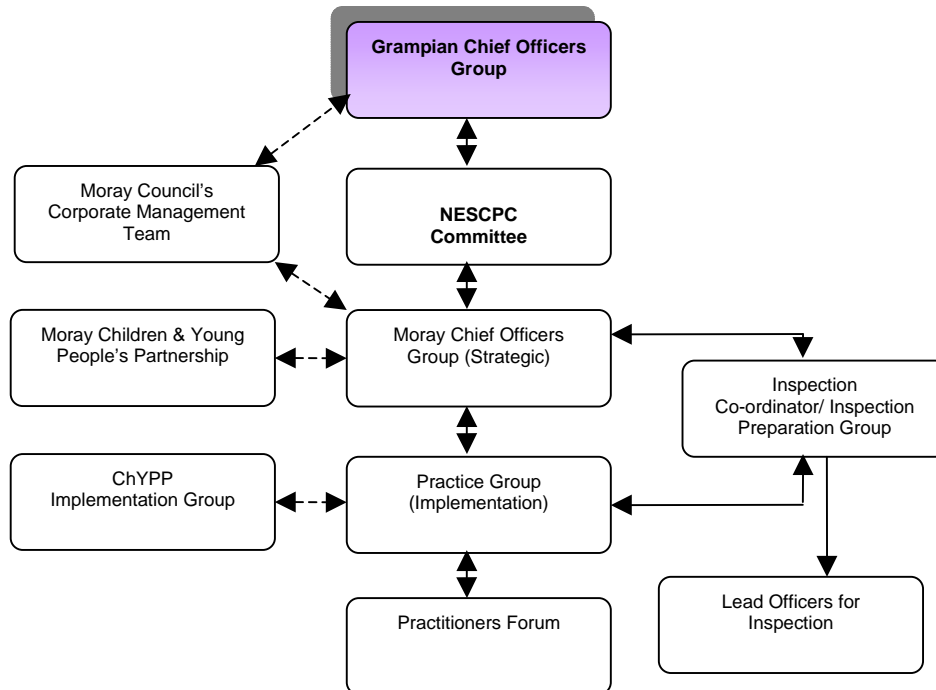 Grampian Chief Officers
Group
Moray Council's
Corporate Management
Team
NESCPC
Committee
Moray Children & Young
People's Partnership
Moray Chief Officers
Group (Strategic)
Inspection
Co-ordinator/ Inspection
Preparation Group
ChYPP
Implementation Group
Practice Group
(Implementation)
Practitioners Forum
Lead Officers for
Inspection